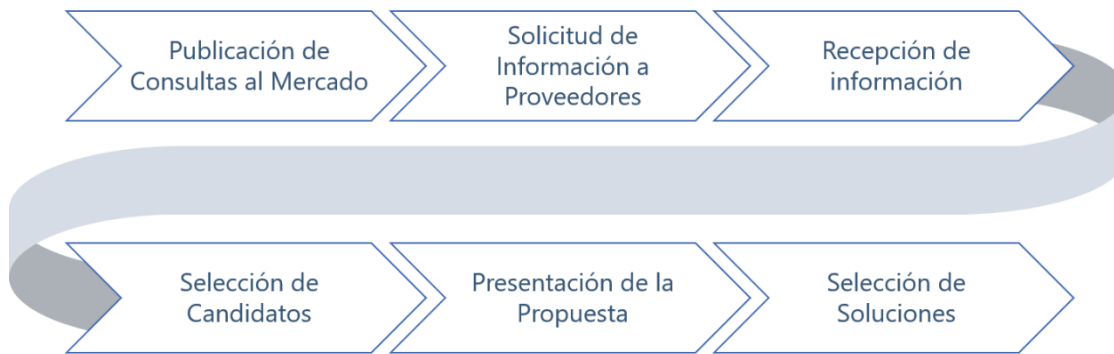 Publicación de
Consultas al Mercado
Solicitud de
Información a
Proveedores
Recepción de
información
Selección de
Candidatos
Presentación de la
Propuesta
Selección de
Soluciones